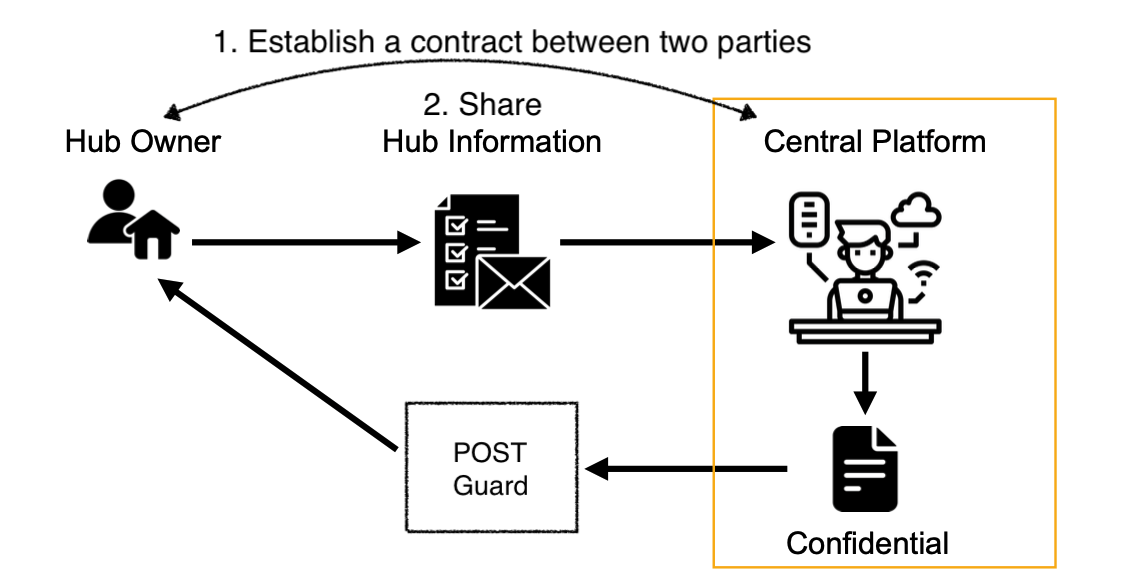 1. Establish a contract between two parties
2. Share
Hub Owner
Hub Information
Central Platform
POST
Guard
Confidential